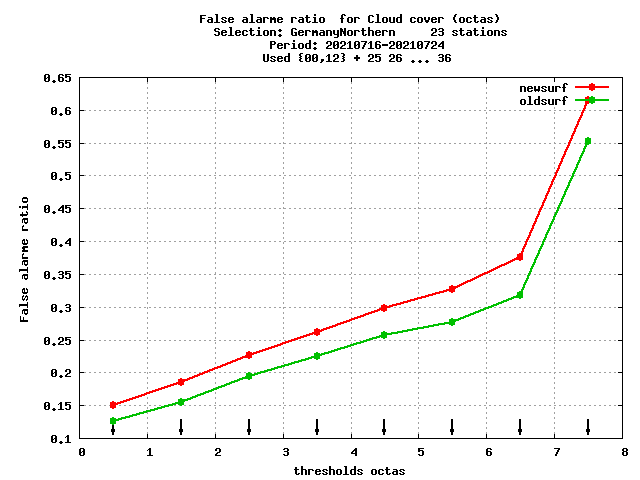 False alarme ratio  for Cloud cover (octas)
Selection: GermanyNorthern     23 stations
Period: 20210716-20210724
Used {00,12} + 25 26 ... 36
newsurf
oldsurf
0.65
0.6
0.55
0.5
0.45
0.4
0.35
0.3
0.25
0.2
0.15
0.1
False alarme ratio
0 1 2 3 4 5 6 7 8
thresholds octas